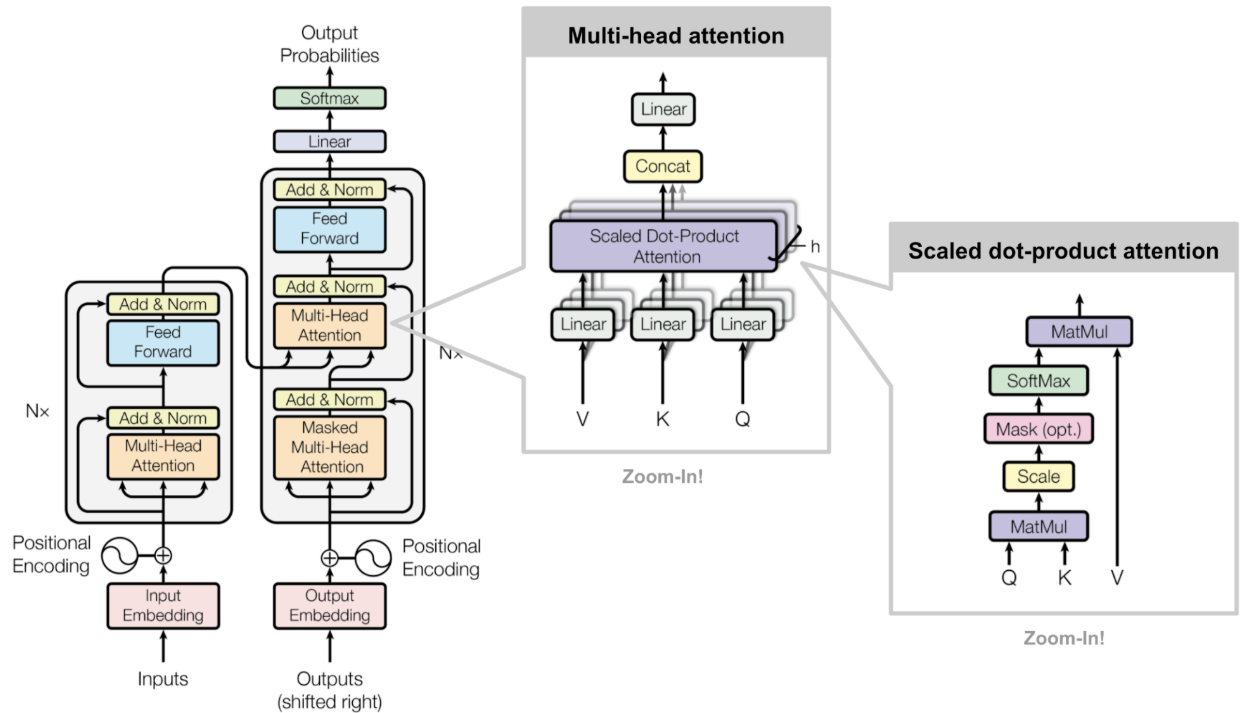 Output
Probabilities
Softmax
Linear
Add & Norm
Feed
Forward
Add & Norm
Multi-Head
Attention
Nx
Add & Norm
Masked
Multi-Head
Attention
Positional
Encoding
Output
Embedding
Outputs
(shifted right)
Add & Norm
Feed
Forward
N×
Add & Norm
Multi-Head
Attention
Positional
Encoding
Input
Embedding
Inputs
Multi-head attention
Linear
Concat
Scaled Dot-Product
Attention
h
Linear Linear Linear
V K Q
Zoom-In!
Scaled dot-product attention
MatMul
SoftMax
Mask (opt.)
Scale
MatMul
Q K V
Zoom-In!